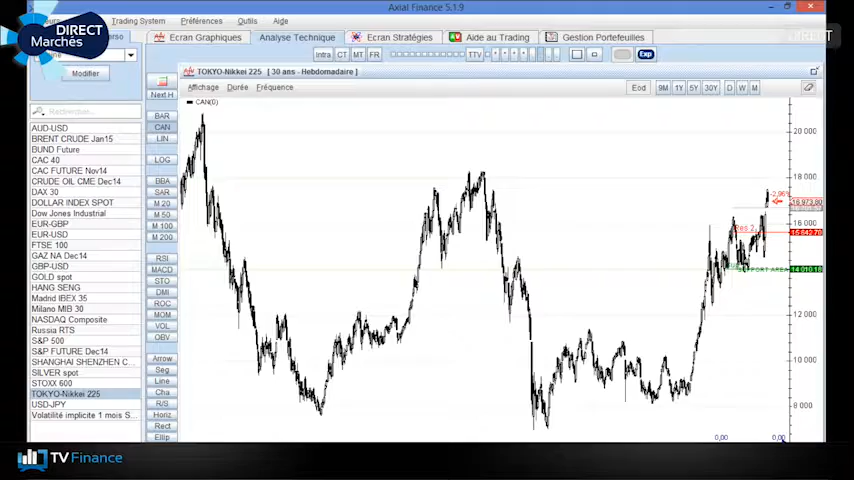 Axial Finance 5.1.9
DIRECT
Marchés
Trading System
Préférences
Outils
Aide
Ecran Graphiques
Analyse Technique
Ecran Stratégies
Aide au Trading
Gestion Portefeuilles
Modifier
Intra
CT
MT
FR
TTV
Exp
Next H
TOKYO-Nikkei 225 [ 30 ans - Hebdomadaire ]
Affichage
Durée
Fréquence
Eod
9M
1Y
5Y
30Y
D
W
M
Rechercher...
AUD-USD
BRENT CRUDE Jan15
BUND Future
CAC 40
CAC FUTURE Nov14
CRUDE OIL CME Dec14
DAX 30
DOLLAR INDEX SPOT
Dow Jones Industrial
EUR-GBP
EUR-USD
FTSE 100
GAZ NA Dec14
GBP-USD
GOLD spot
HANG SENG
Madrid IBEX 35
Milano MIB 30
NASDAQ Composite
Russia RTS
S&P 500
S&P FUTURE Dec14
SHANGHAI SHENZHEN C...
SILVER spot
STOXX 600
TOKYO-Nikkei 225
USD-JPY
Volatilité implicite 1 mois S...
BAR
CAN
LIN
LOG
BBA
SAR
M 20
M 50
M 100
M 200
RSI
MACD
STO
DMI
ROC
MOM
VOL
OBV
Arrow
Seg
Line
Cha
R/S
Horiz
Rect
Ellip
CAN(0)
20 000
18 000
-2,96%
16 973,80
16 000
Res 2
15 642.70
14 010.18
SUPPORT AREA
12 000
10 000
8 000
0,00
0,00
TVFinance